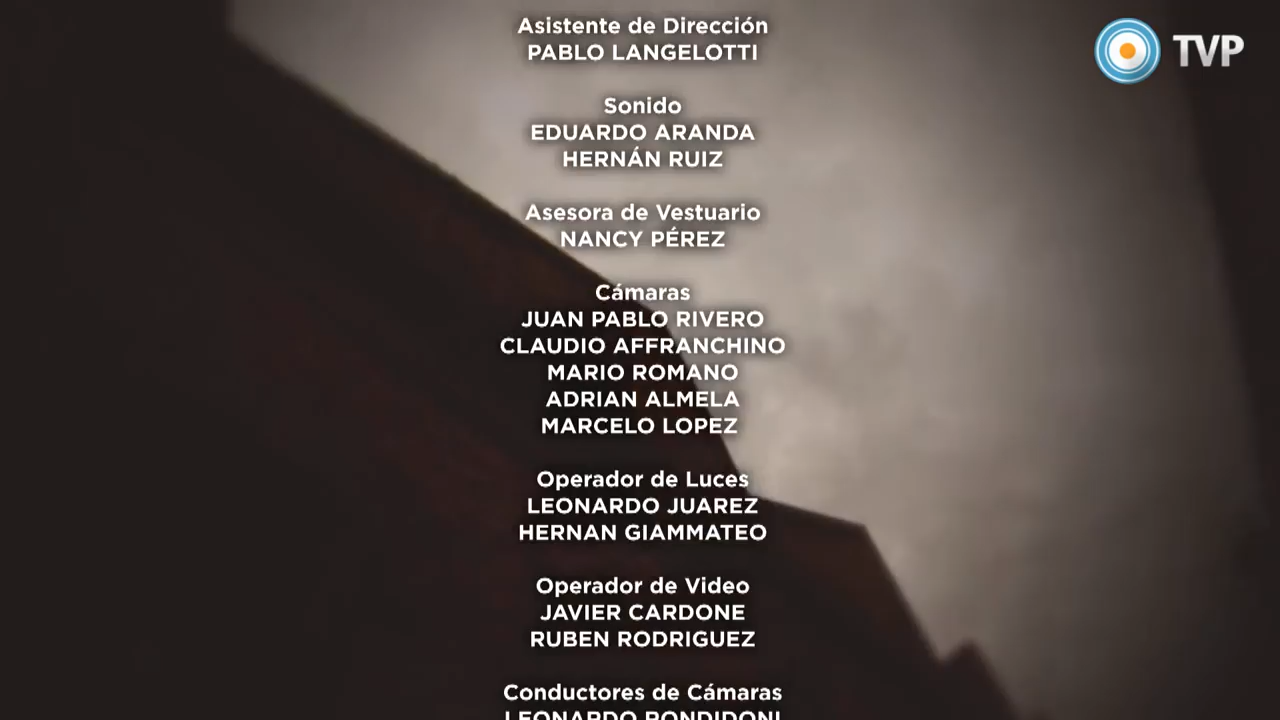 Asistente de Dirección
PABLO LANGELOTTI
TVP
Sonido
EDUARDO ARANDA
HERNÁN RUIZ
Asesora de Vestuario
NANCY PÉREZ
Cámaras
JUAN PABLO RIVERO
CLAUDIO AFFRANCHINO
MARIO ROMANO
ADRIAN ALMELA
MARCELO LOPEZ
Operador de Luces
LEONARDO JUAREZ
HERNAN GIAMMATEO
Operador de Video
JAVIER CARDONE
RUBEN RODRIGUEZ
Conductores de Cámaras
LEONARDO